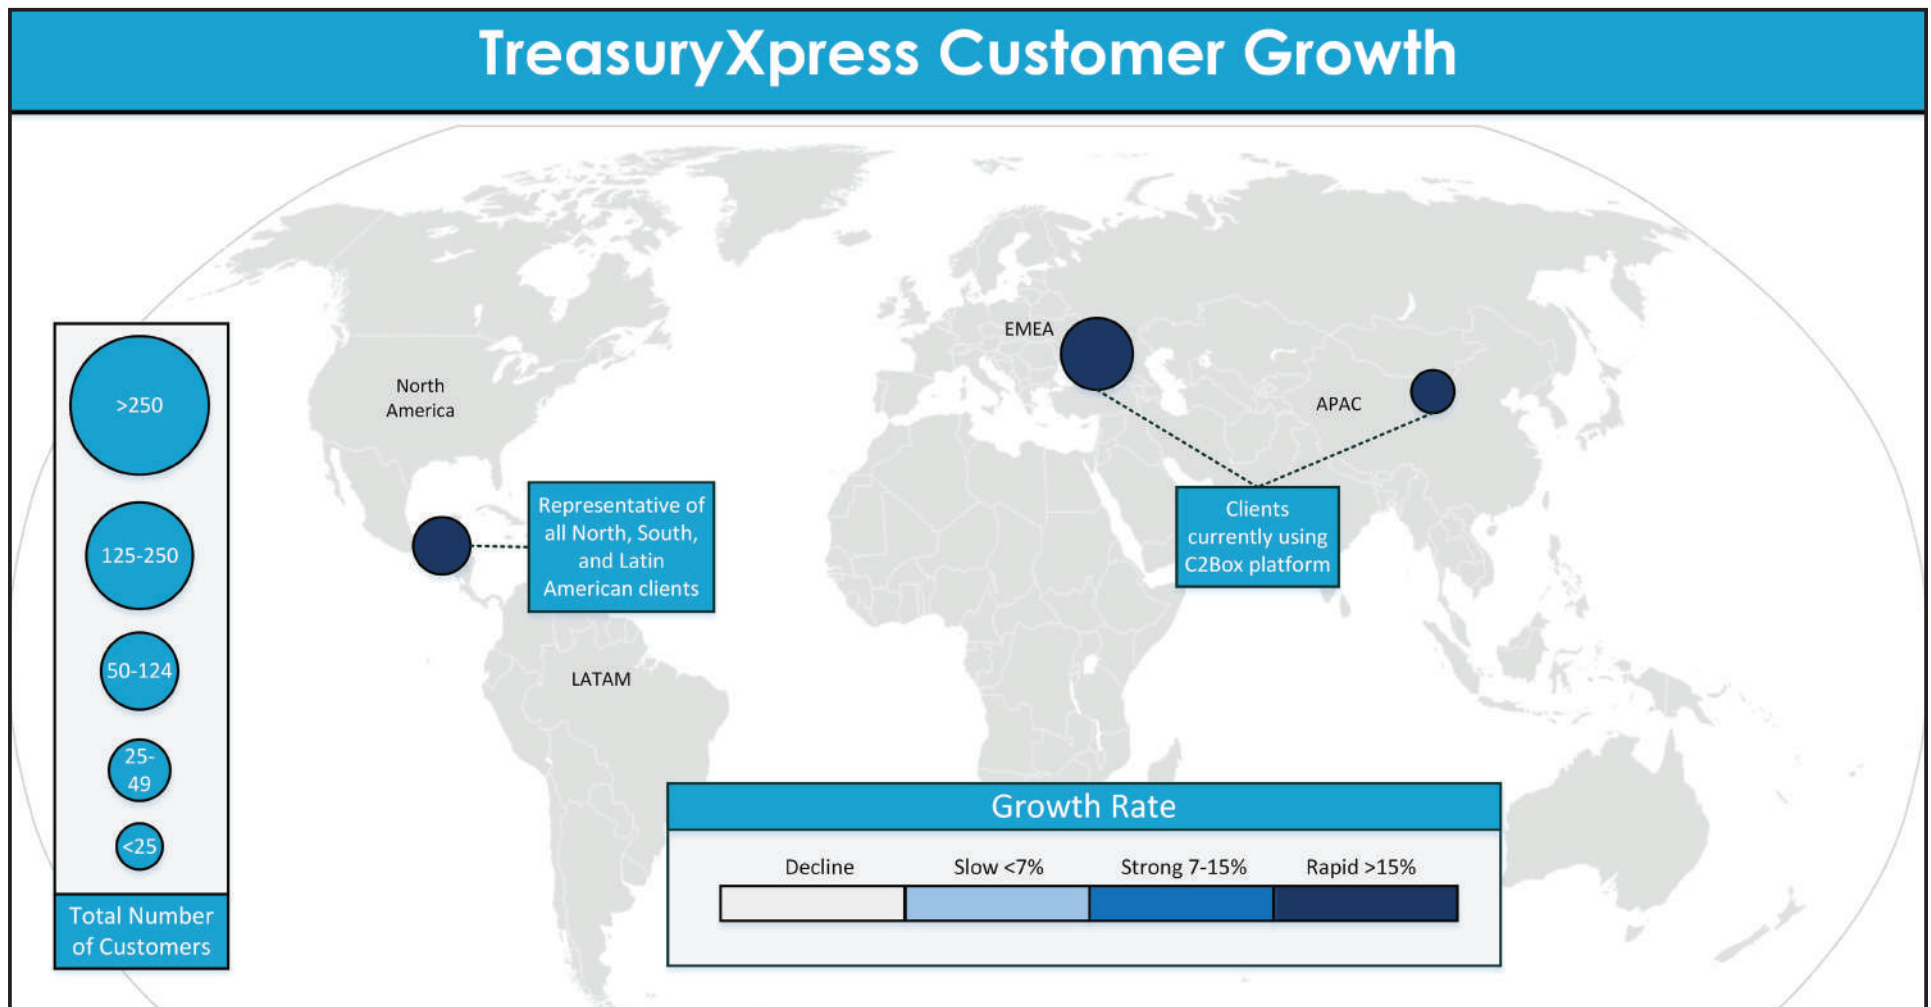 TreasuryXpress Customer Growth
>250
125-250
50-124
25-
49
<25
Total Number
of Customers
North
America
Representative of
all North, South,
and Latin
American clients
LATAM
EMEA
APAC
Clients
currently using
C2Box platform
Growth Rate
Decline
Slow <7%
Strong 7-15%
Rapid >15%